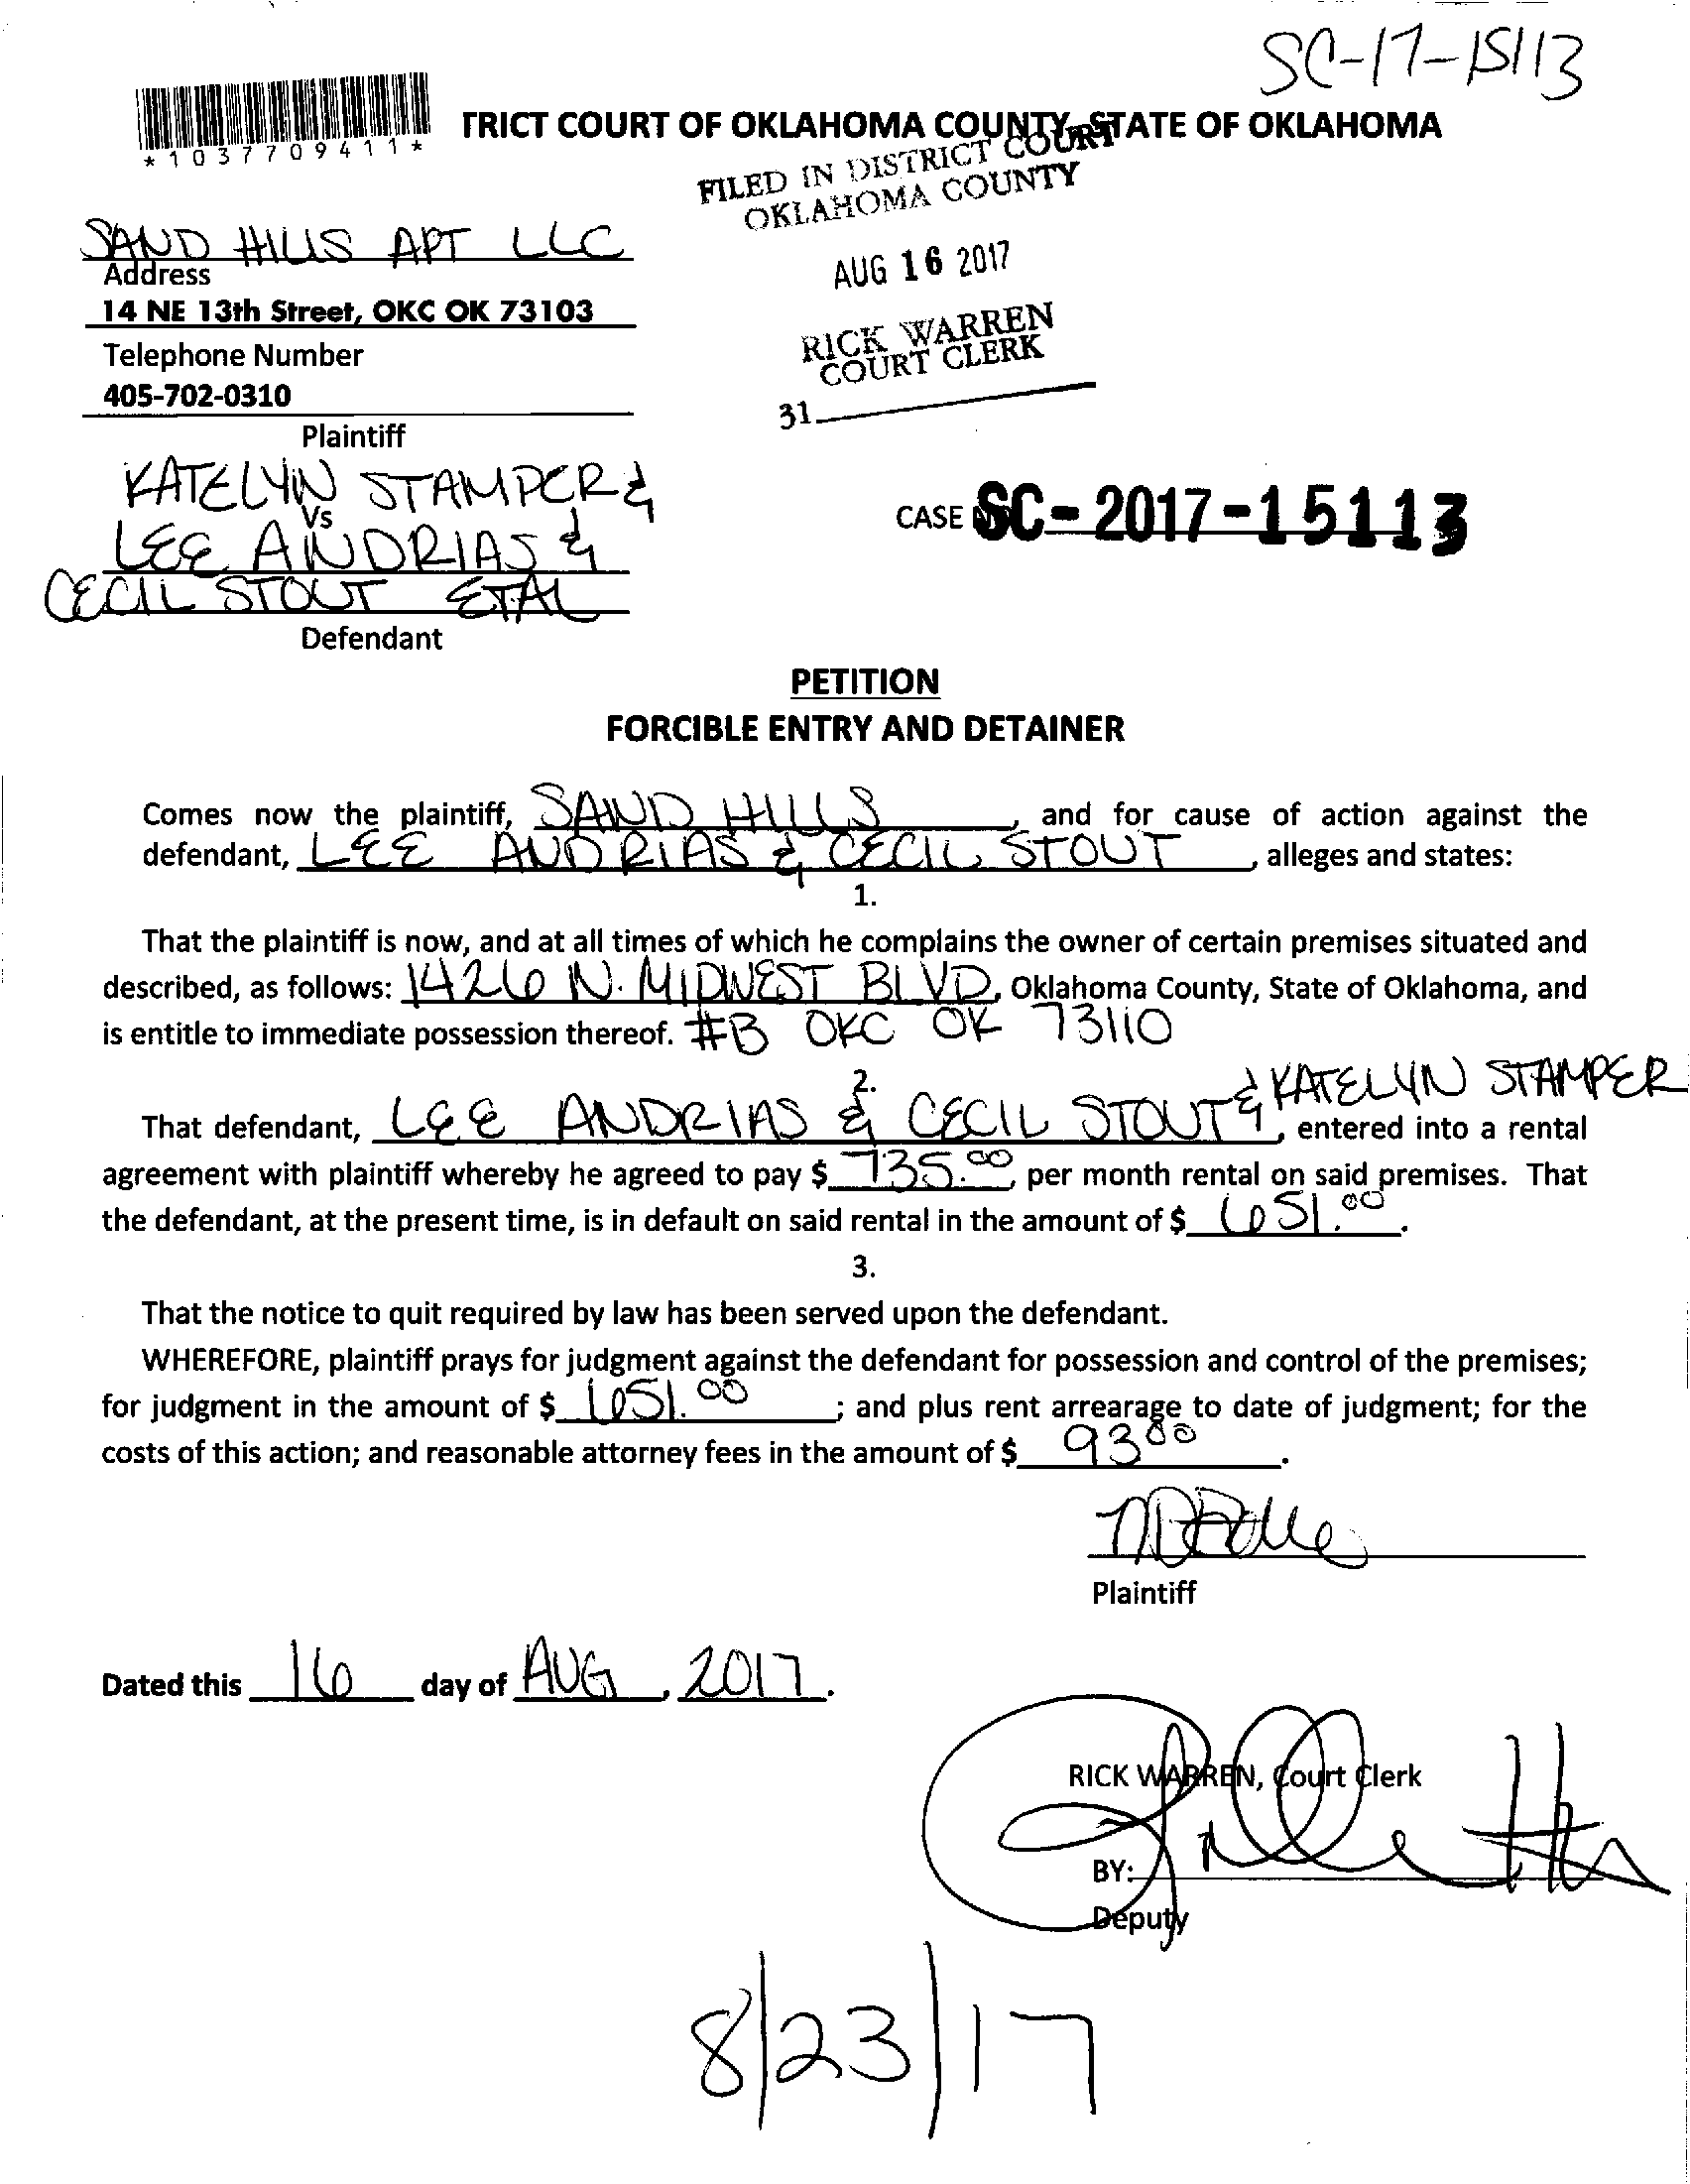 SC-17-15113
*1037709411*
TRICT COURT OF OKLAHOMA COUNTY, STATE OF OKLAHOMA
FILED IN DISTRICT COURT
OKLAHOMA COUNTY
AUG 16 2017
RICK WARREN
COURT CLERK
31
SAND HILLS APT LLC
Address
14 NE 13th Street, OKC OK 73103
Telephone Number
405-702-0310
Plaintiff
KATELYN STAMPER &
Vs
LEE ANDRIAS &
CECIL STOUT ETAL
Defendant
CASE NO. SC-2017-15113
PETITION
FORCIBLE ENTRY AND DETAINER
Comes now the plaintiff, SAND HILLS, and for cause of action against the
defendant, LEE ANDRIAS & CECIL STOUT, alleges and states:
1.
That the plaintiff is now, and at all times of which he complains the owner of certain premises situated and
described, as follows: 1426 N. MIDWEST BLVD, Oklahoma County, State of Oklahoma, and
is entitle to immediate possession thereof. #B OKC OK 73110
2.
That defendant, LEE ANDRIAS & CECIL STOUT & KATELYN STAMPER, entered into a rental
agreement with plaintiff whereby he agreed to pay $ 735.00, per month rental on said premises. That
the defendant, at the present time, is in default on said rental in the amount of $ 651.00.
3.
That the notice to quit required by law has been served upon the defendant.
WHEREFORE, plaintiff prays for judgment against the defendant for possession and control of the premises;
for judgment in the amount of $ 651.00; and plus rent arrearage to date of judgment; for the
costs of this action; and reasonable attorney fees in the amount of $ 93.00.
Plaintiff
Dated this 16 day of AUG, 2017.
RICK WARREN, Court Clerk
BY:
Deputy
8/23/17